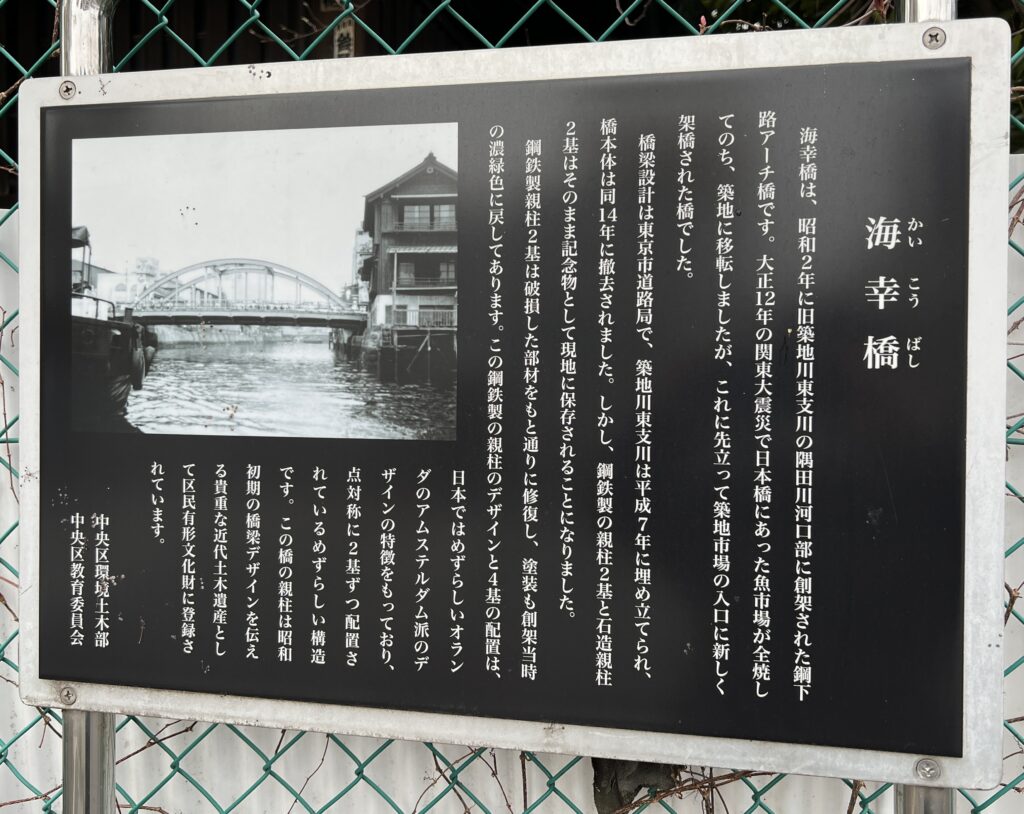 海幸橋
かい こう ばし
海幸橋は、昭和2年に旧築地川東支川の隅田川河口部に創架された鋼下
路アーチ橋です。大正12年の関東大震災で日本橋にあった魚市場が全焼し
てのち、築地に移転しましたが、これに先立って築地市場の入口に新しく
架橋された橋でした。
橋梁設計は東京市道路局で、築地川東支川は平成7年に埋め立てられ、
橋本体は同14年に撤去されました。しかし、鋼鉄製の親柱2基と石造親柱
2基はそのまま記念物として現地に保存されることになりました。
鋼鉄製親柱2基は破損した部材をもと通りに修復し、塗装も創架当時
の濃緑色に戻してあります。この鋼鉄製の親柱のデザインと4基の配置は、
日本ではめずらしいオラン
ダのアムステルダム派のデ
ザインの特徴をもっており、
点対称に2基ずつ配置さ
れているめずらしい構造
です。この橋の親柱は昭和
初期の橋梁デザインを伝え
る貴重な近代土木遺産とし
て区民有形文化財に登録さ
れています。
中央区環境土木部
中央区教育委員会